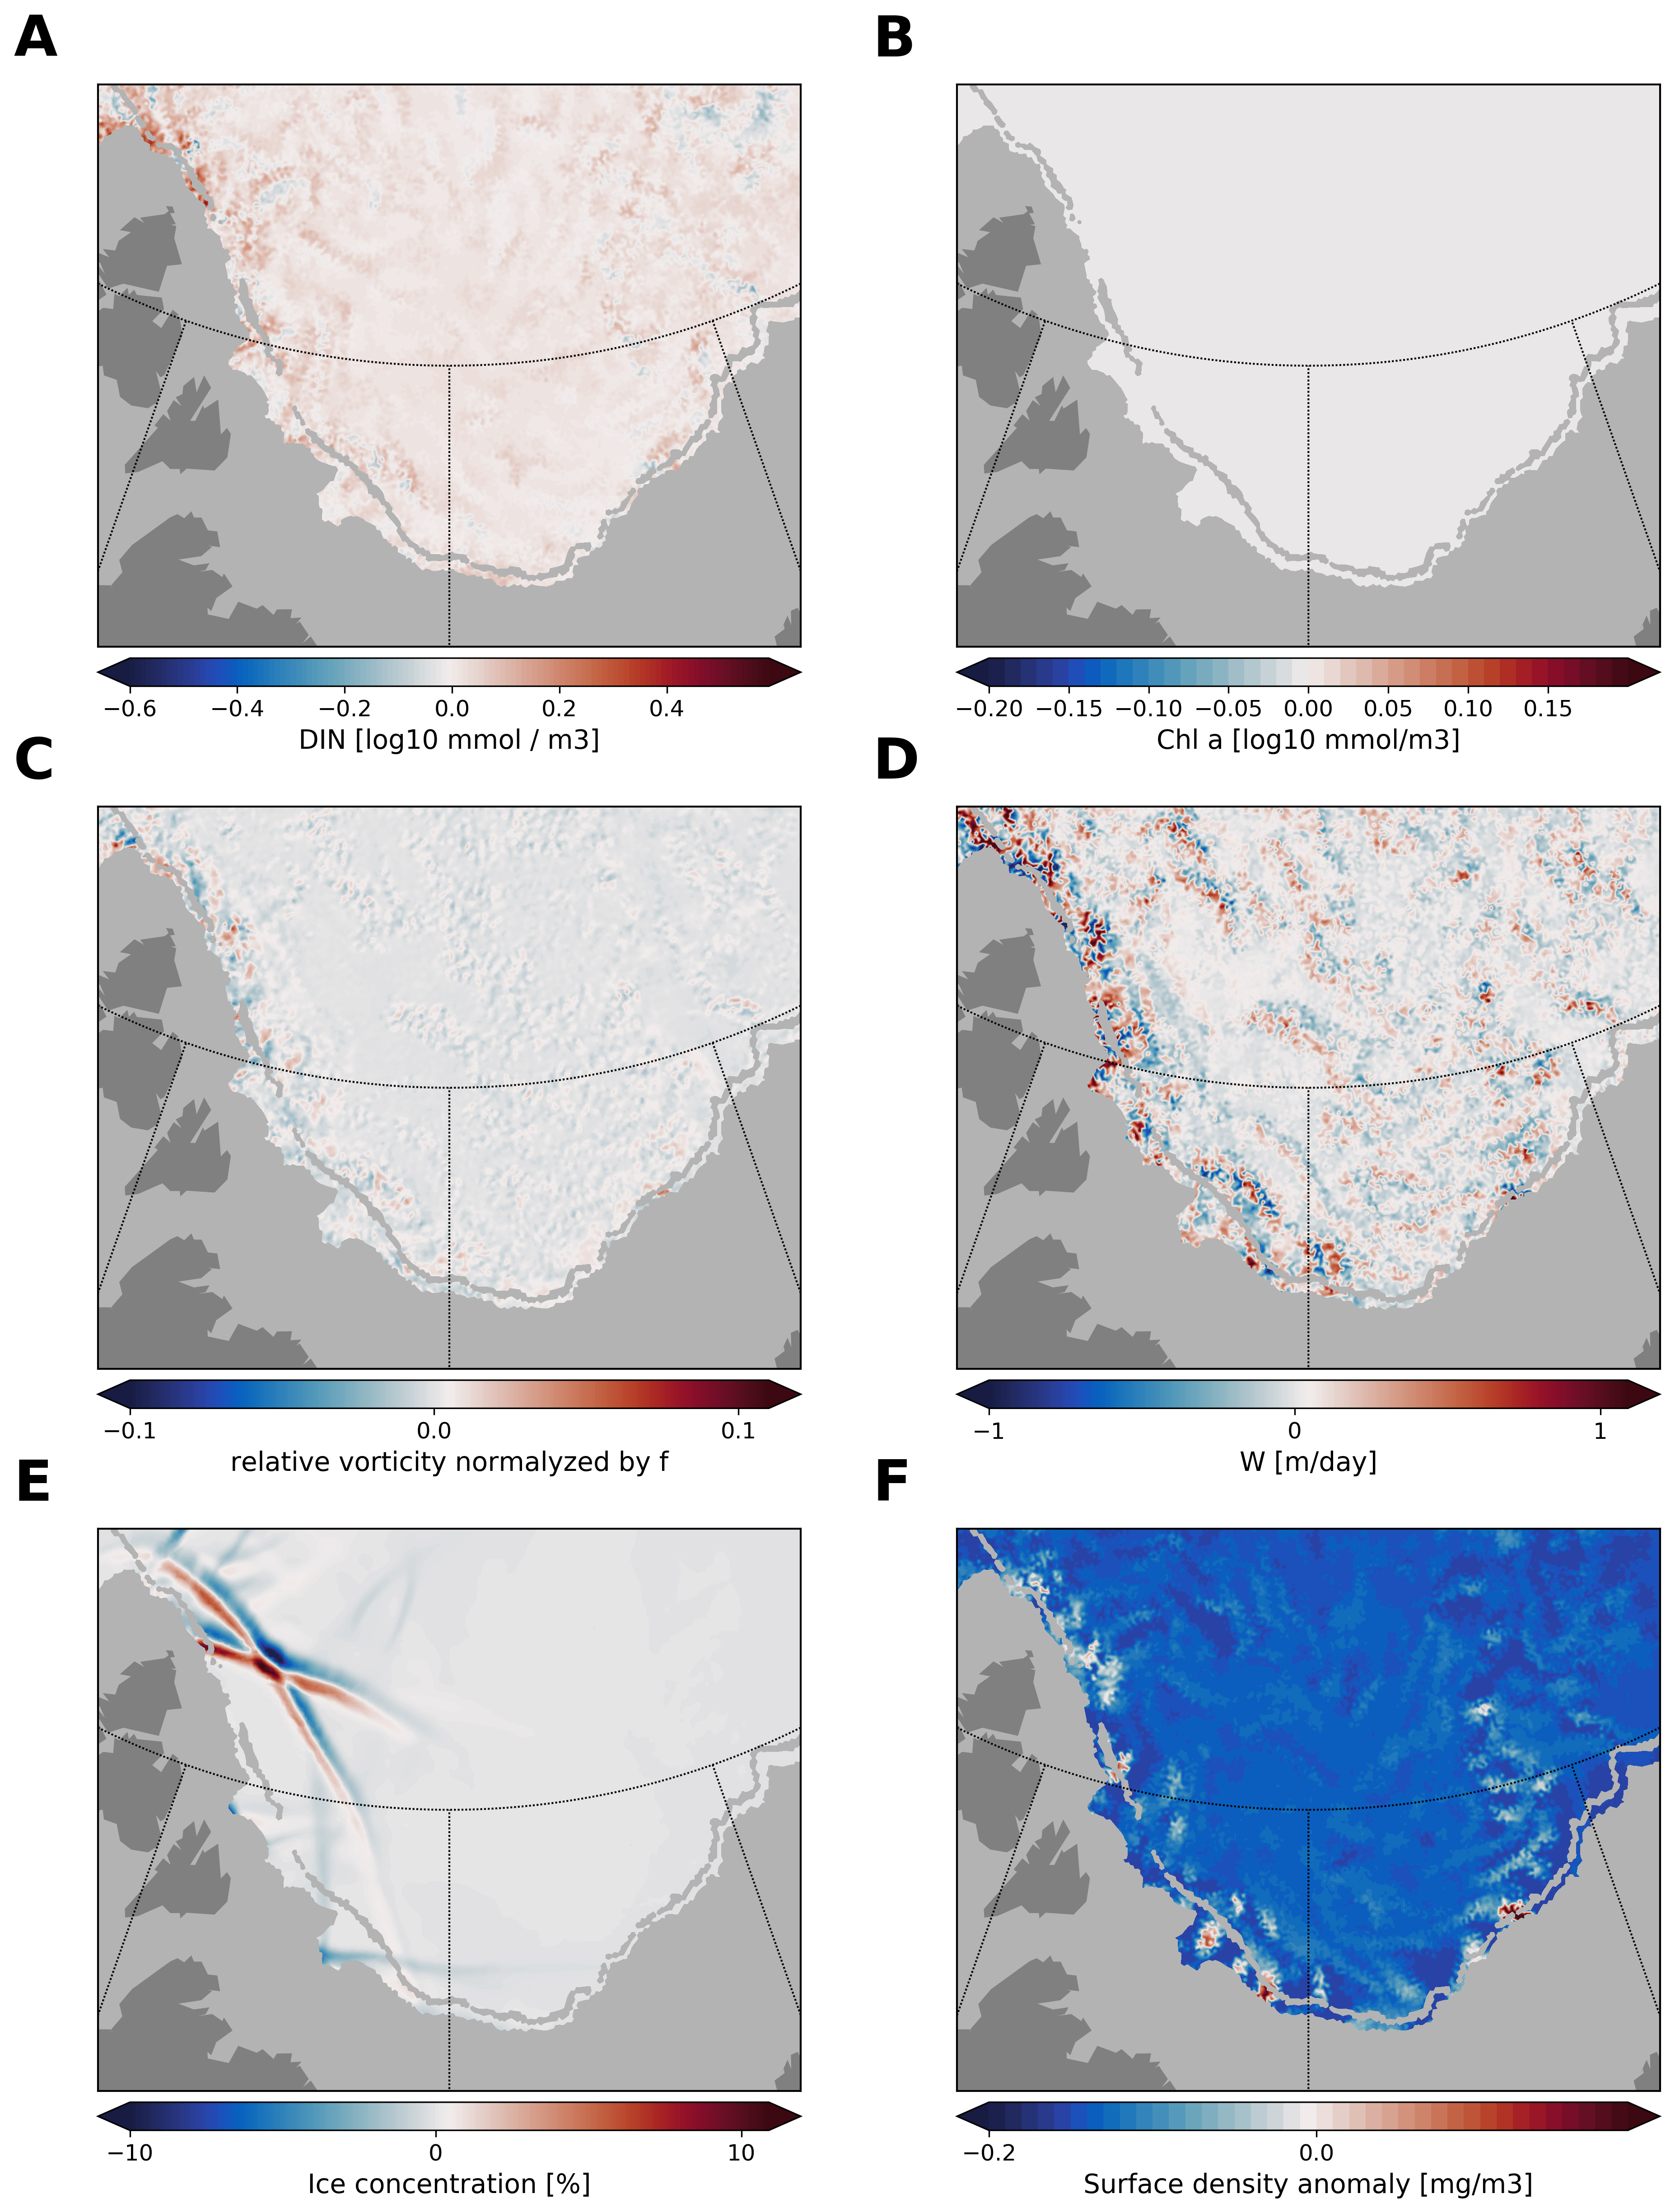 A
B
−0.6 −0.4 −0.2 0.0 0.2 0.4
DIN [log10 mmol / m3]
−0.20 −0.15 −0.10 −0.05 0.00 0.05 0.10 0.15
Chl a [log10 mmol/m3]
C
D
−0.1 0.0 0.1
relative vorticity normalyzed by f
−1 0 1
W [m/day]
E
F
−10 0 10
Ice concentration [%]
−0.2 0.0
Surface density anomaly [mg/m3]